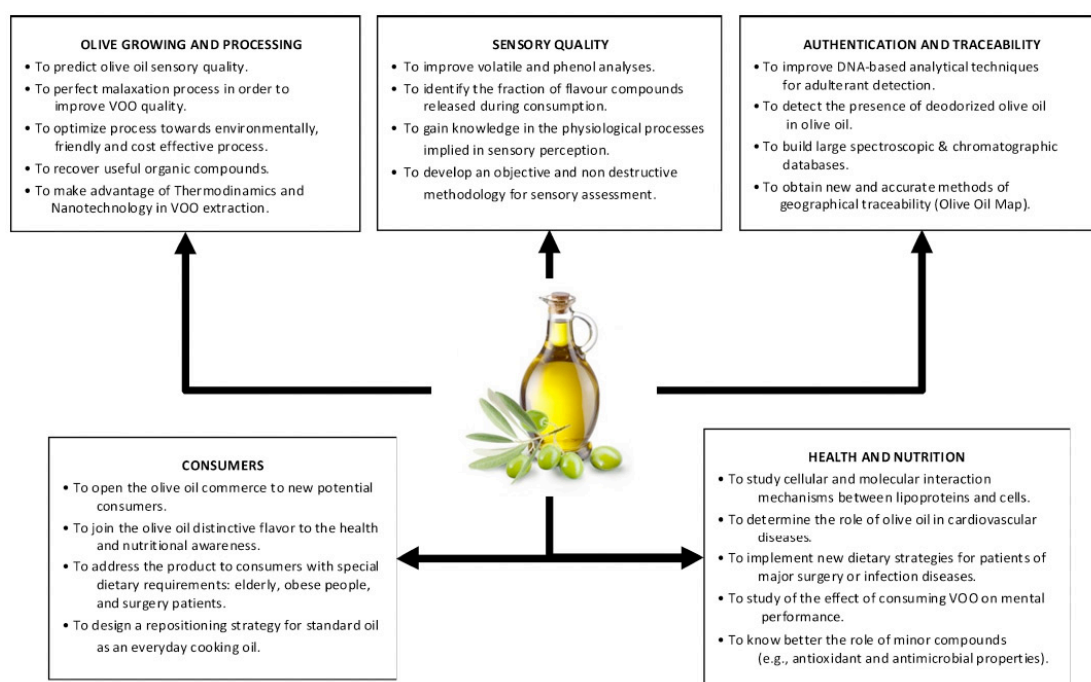 OLIVE GROWING AND PROCESSING
• To predict olive oil sensory quality.
• To perfect malaxation process in order to
improve VOO quality.
• To optimize process towards environmentally,
friendly and cost effective process.
• To recover useful organic compounds.
• To make advantage of Thermodinamics and
Nanotechnology in VOO extraction.
SENSORY QUALITY
• To improve volatile and phenol analyses.
• To identify the fraction of flavour compounds
released during consumption.
• To gain knowledge in the physiological processes
implied in sensory perception.
• To develop an objective and non destructive
methodology for sensory assessment.
AUTHENTICATION AND TRACEABILITY
• To improve DNA-based analytical techniques
for adulterant detection.
• To detect the presence of deodorized olive oil
in olive oil.
• To build large spectroscopic & chromatographic
databases.
• To obtain new and accurate methods of
geographical traceability (Olive Oil Map).
CONSUMERS
• To open the olive oil commerce to new potential
consumers.
• To join the olive oil distinctive flavor to the health
and nutritional awareness.
• To address the product to consumers with special
dietary requirements: elderly, obese people,
and surgery patients.
• To design a repositioning strategy for standard oil
as an everyday cooking oil.
HEALTH AND NUTRITION
• To study cellular and molecular interaction
mechanisms between lipoproteins and cells.
• To determine the role of olive oil in cardiovascular
diseases.
• To implement new dietary strategies for patients of
major surgery or infection diseases.
• To study of the effect of consuming VOO on mental
performance.
• To know better the role of minor compounds
(e.g., antioxidant and antimicrobial properties).